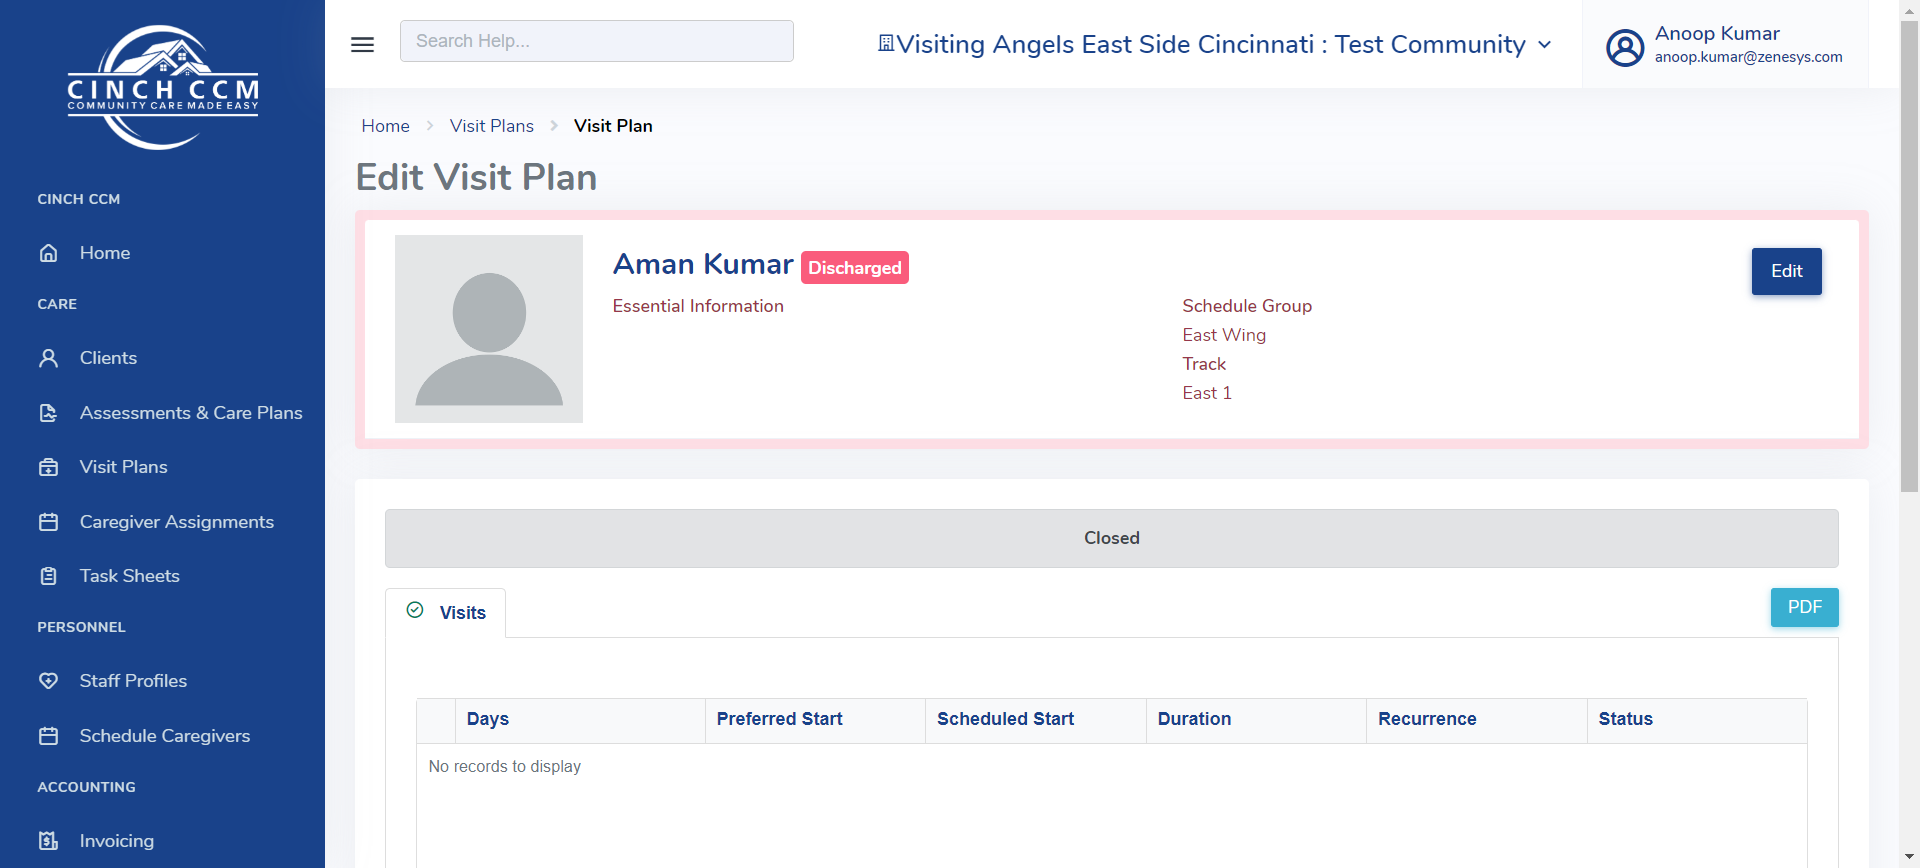 CINCH CCM
COMMUNITY CARE MADE EASY
CINCH CCM
Home
CARE
Clients
Assessments & Care Plans
Visit Plans
Caregiver Assignments
Task Sheets
PERSONNEL
Staff Profiles
Schedule Caregivers
ACCOUNTING
Invoicing
Search Help...
Visiting Angels East Side Cincinnati : Test Community
Anoop Kumar
anoop.kumar@zenesys.com
Home > Visit Plans > Visit Plan
Edit Visit Plan
Aman Kumar Discharged
Edit
Essential Information
Schedule Group
East Wing
Track
East 1
Closed
Visits
PDF
Days Preferred Start Scheduled Start Duration Recurrence Status
No records to display